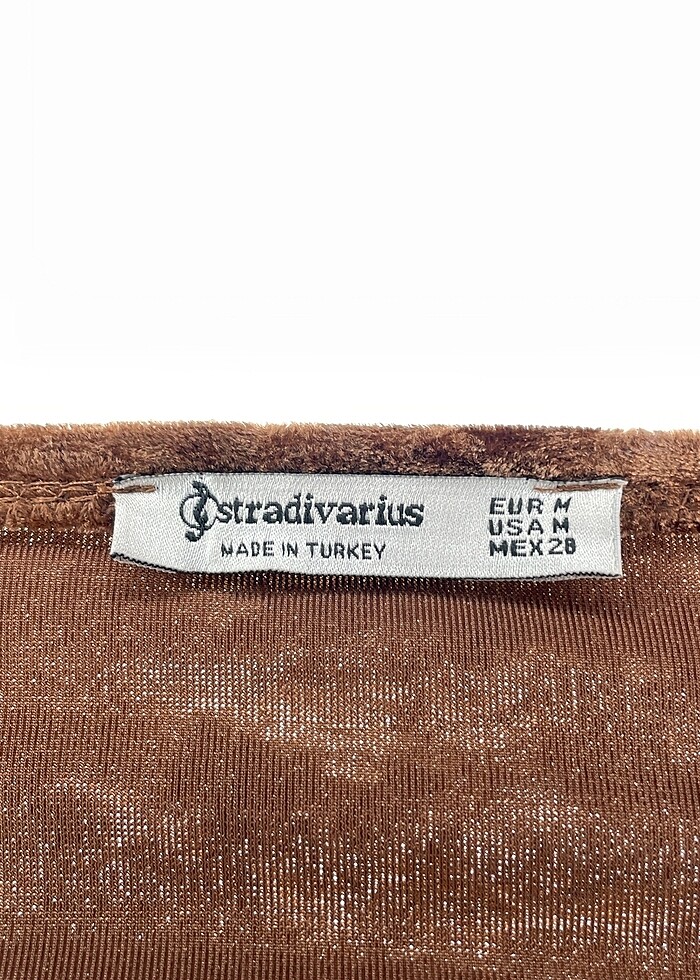 stradivarius
MADE IN TURKEY
EUR M
USA M
MEX 28